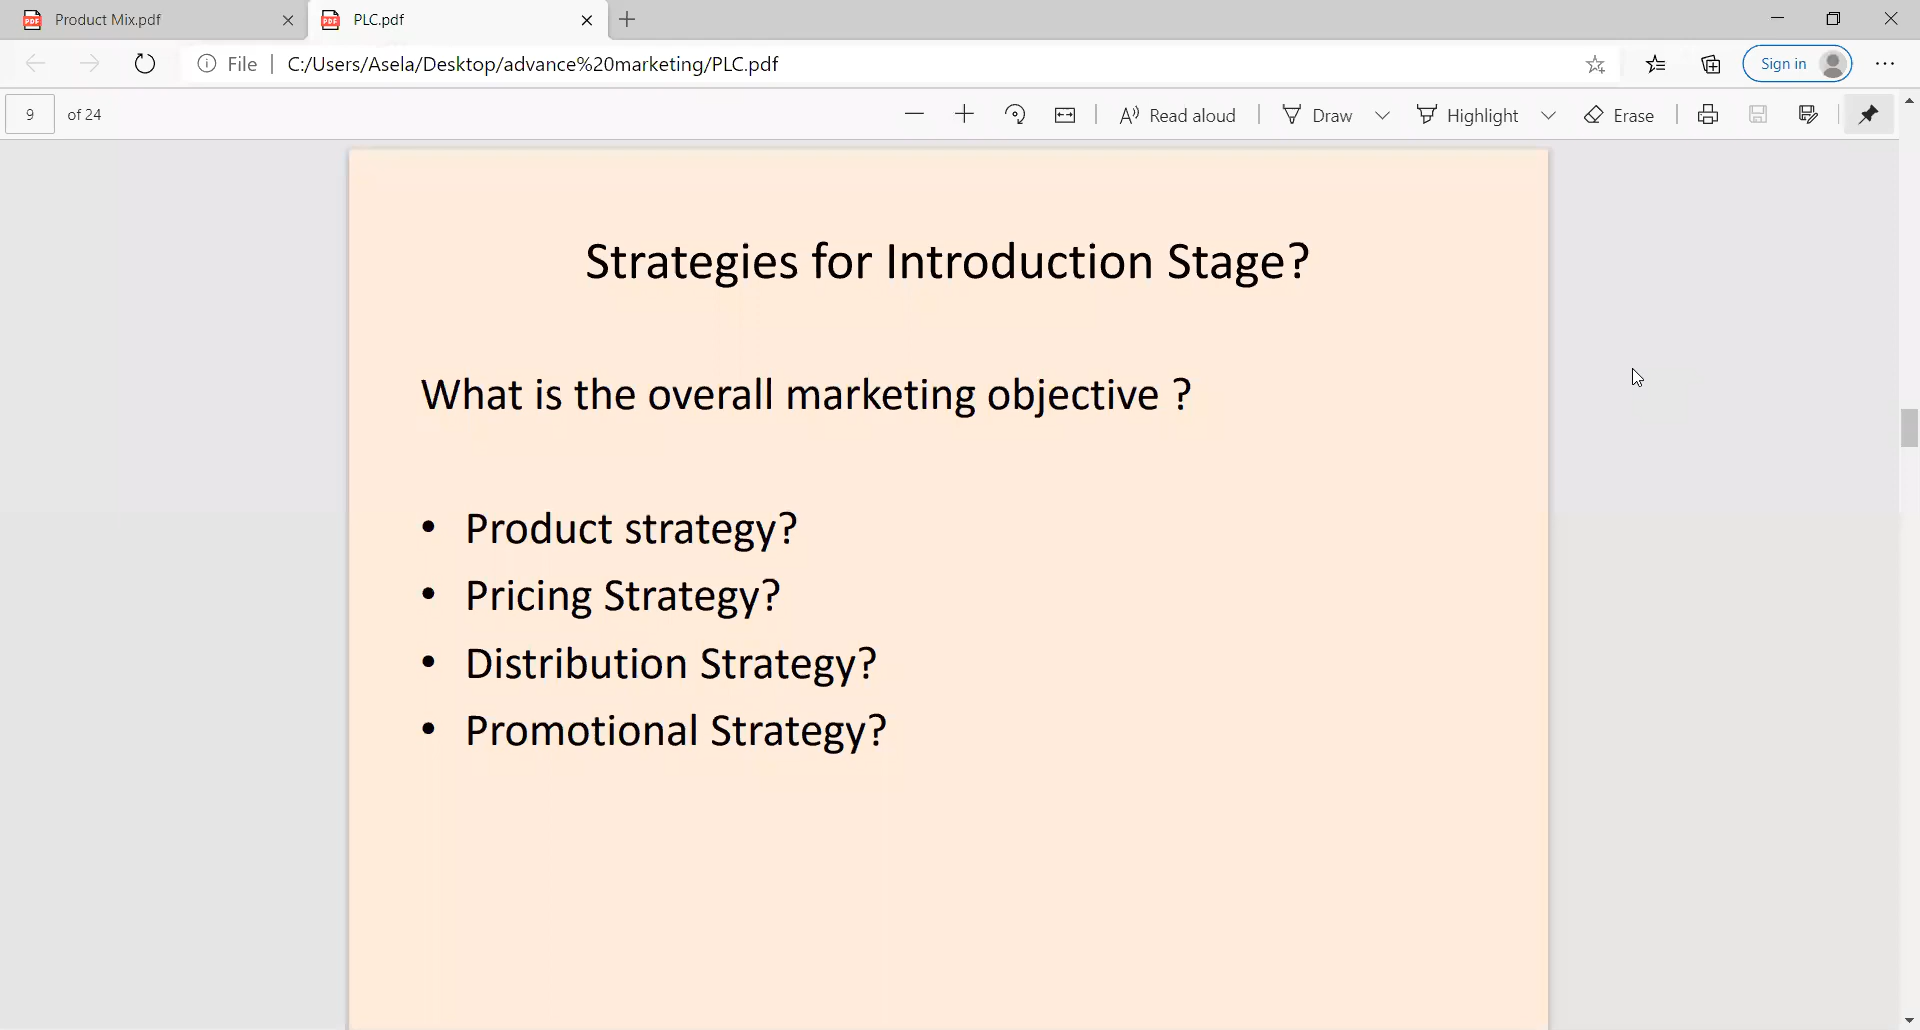 Product Mix.pdf
PLC.pdf
File
C:/Users/Asela/Desktop/advance%20marketing/PLC.pdf
Sign in
9 of 24
Read aloud
Draw
Highlight
Erase
Strategies for Introduction Stage?
What is the overall marketing objective ?
• Product strategy?
• Pricing Strategy?
• Distribution Strategy?
• Promotional Strategy?